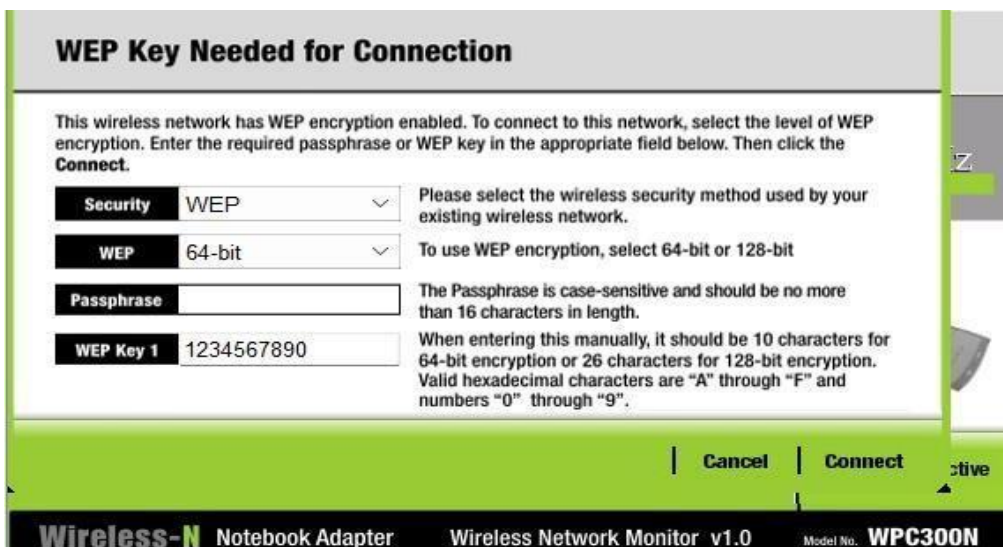 WEP Key Needed for Connection
This wireless network has WEP encryption enabled. To connect to this network, select the level of WEP
encryption. Enter the required passphrase or WEP key in the appropriate field below. Then click the
Connect.
Security WEP
Please select the wireless security method used by your
existing wireless network.
WEP 64-bit
To use WEP encryption, select 64-bit or 128-bit
Passphrase
The Passphrase is case-sensitive and should be no more
than 16 characters in length.
WEP Key 1 1234567890
When entering this manually, it should be 10 characters for
64-bit encryption or 26 characters for 128-bit encryption.
Valid hexadecimal characters are “A” through “F” and
numbers “0” through “9”.
Cancel Connect
Wireless-N Notebook Adapter Wireless Network Monitor v1.0 Model No. WPC300N